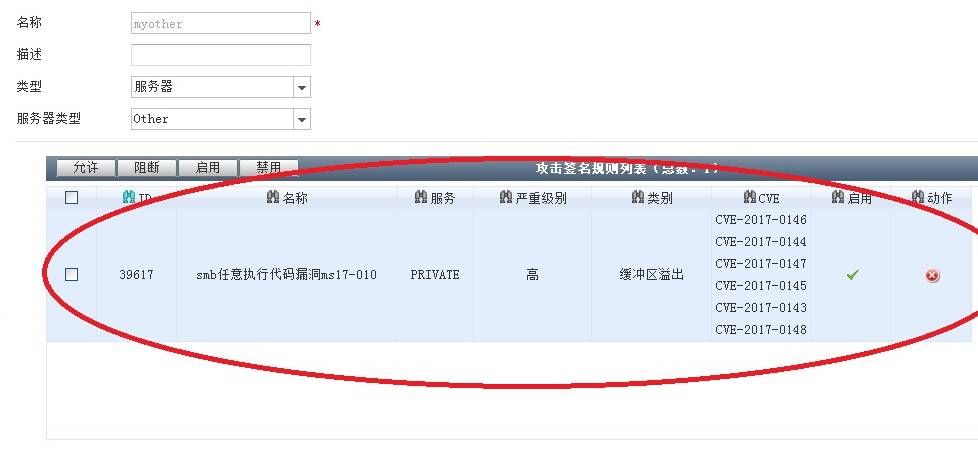 名称 myother *
描述
类型 服务器
服务器类型 Other
允许 阻断 启用 禁用 攻击签名规则列表（总数：1）
ID 名称 服务 严重级别 类别 CVE 启用 动作
CVE-2017-0146
CVE-2017-0144
CVE-2017-0147
39617 smb任意执行代码漏洞ms17-010 PRIVATE 高 缓冲区溢出
CVE-2017-0145
CVE-2017-0143
CVE-2017-0148